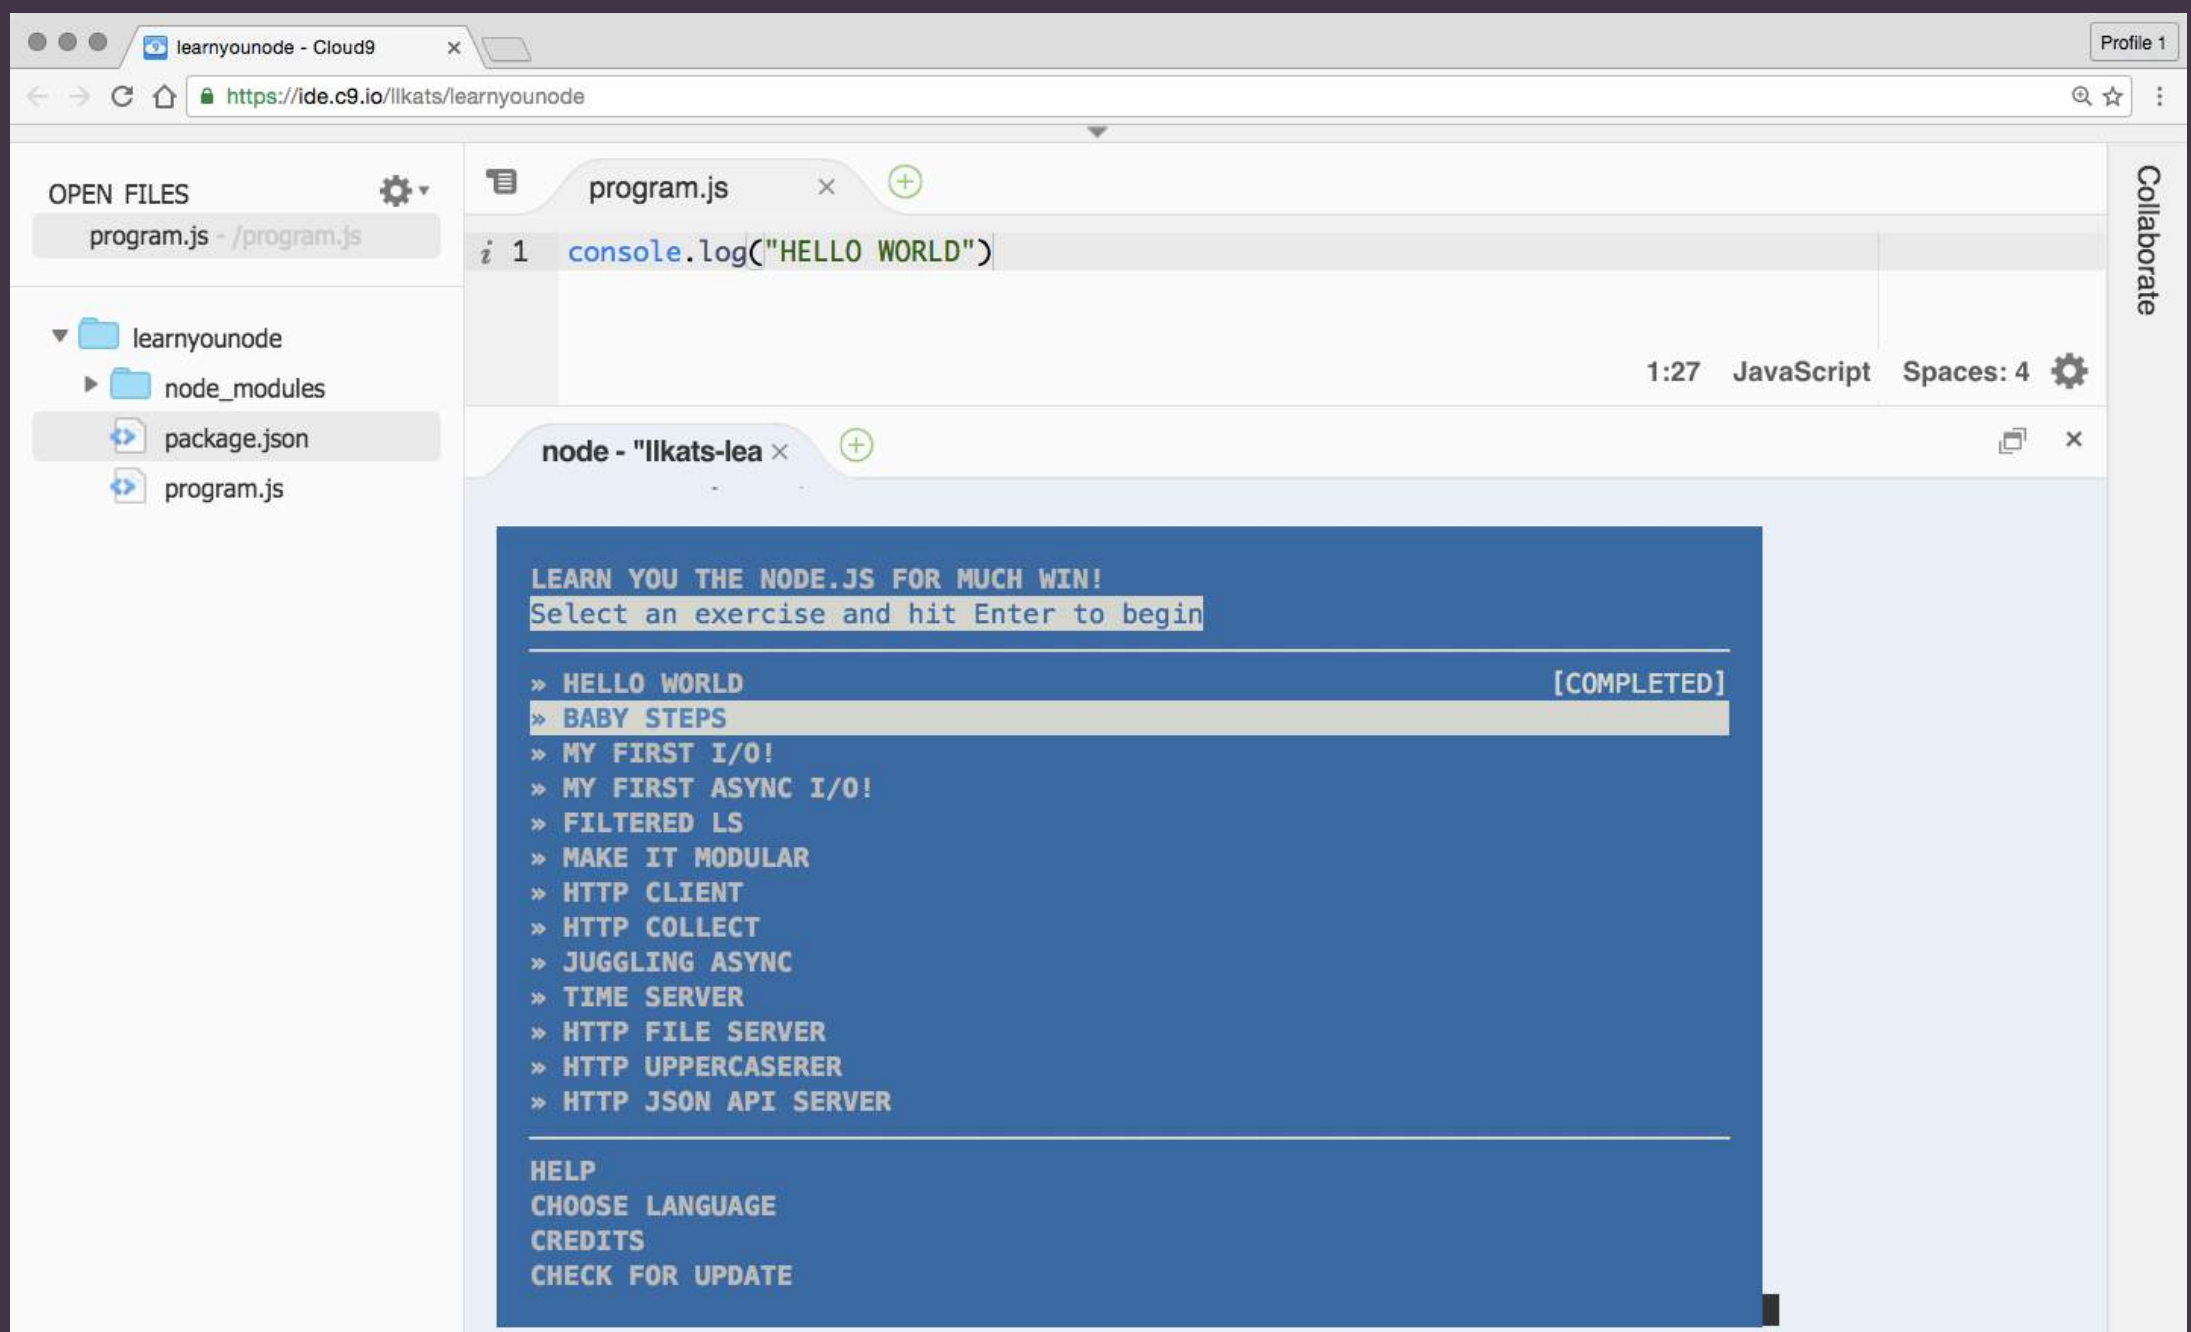 learnyounode - Cloud9
Profile 1
https://ide.c9.io/llkats/learnyounode
OPEN FILES
program.js - /program.js
learnyounode
node_modules
package.json
program.js
program.js
i 1 console.log("HELLO WORLD")
1:27 JavaScript Spaces: 4
Collaborate
node - "llkats-lea
LEARN YOU THE NODE.JS FOR MUCH WIN!
Select an exercise and hit Enter to begin
» HELLO WORLD [COMPLETED]
» BABY STEPS
» MY FIRST I/O!
» MY FIRST ASYNC I/O!
» FILTERED LS
» MAKE IT MODULAR
» HTTP CLIENT
» HTTP COLLECT
» JUGGLING ASYNC
» TIME SERVER
» HTTP FILE SERVER
» HTTP UPPERCASERER
» HTTP JSON API SERVER
HELP
CHOOSE LANGUAGE
CREDITS
CHECK FOR UPDATE